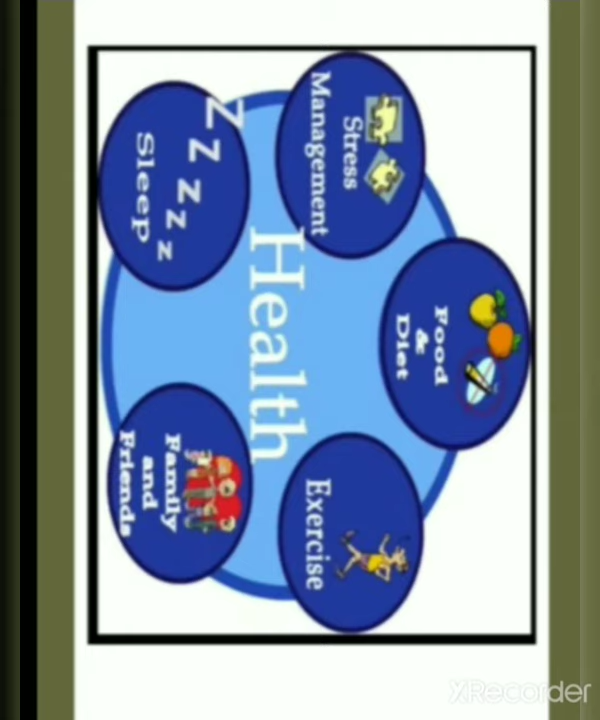 Food
&
Diet
Stress
Management
Exercise
Health
Z Z Z Z Z
Sleep
Family
and
Friends
XRecorder